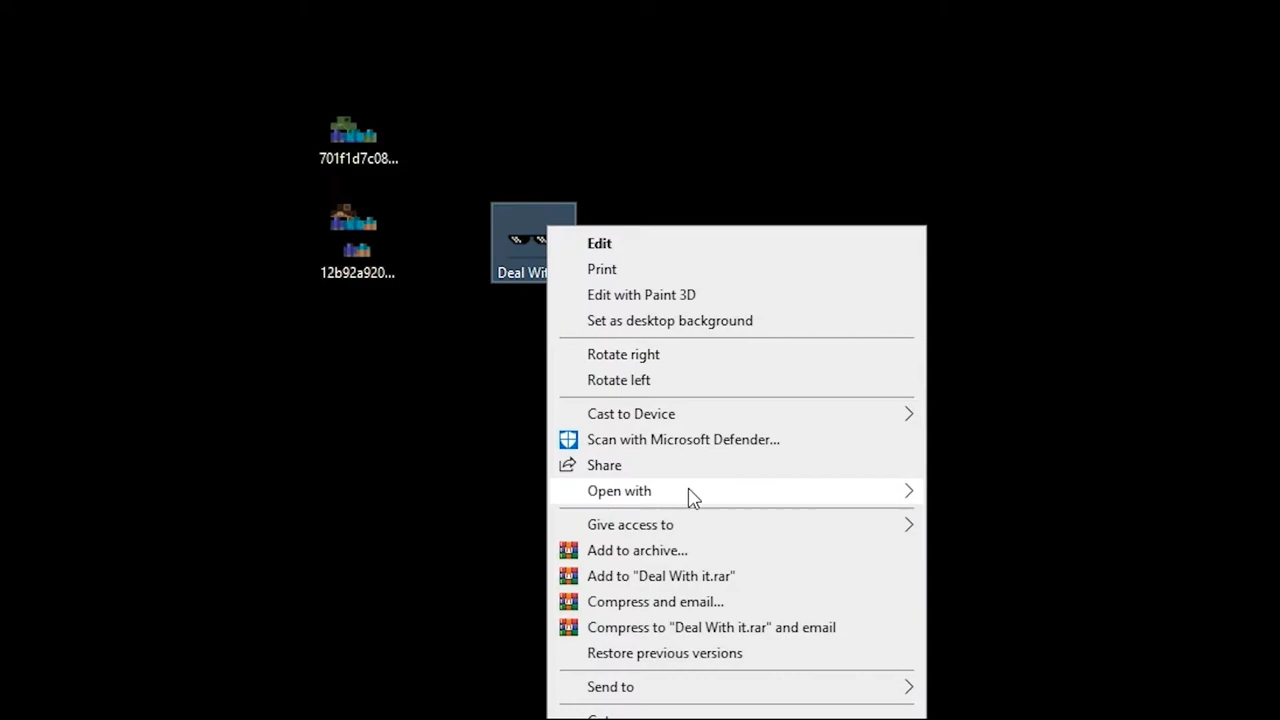 701f1d7c08...
12b92a920...
Deal Wit
Edit
Print
Edit with Paint 3D
Set as desktop background
Rotate right
Rotate left
Cast to Device
Scan with Microsoft Defender...
Share
Open with
Give access to
Add to archive...
Add to "Deal With it.rar"
Compress and email...
Compress to "Deal With it.rar" and email
Restore previous versions
Send to